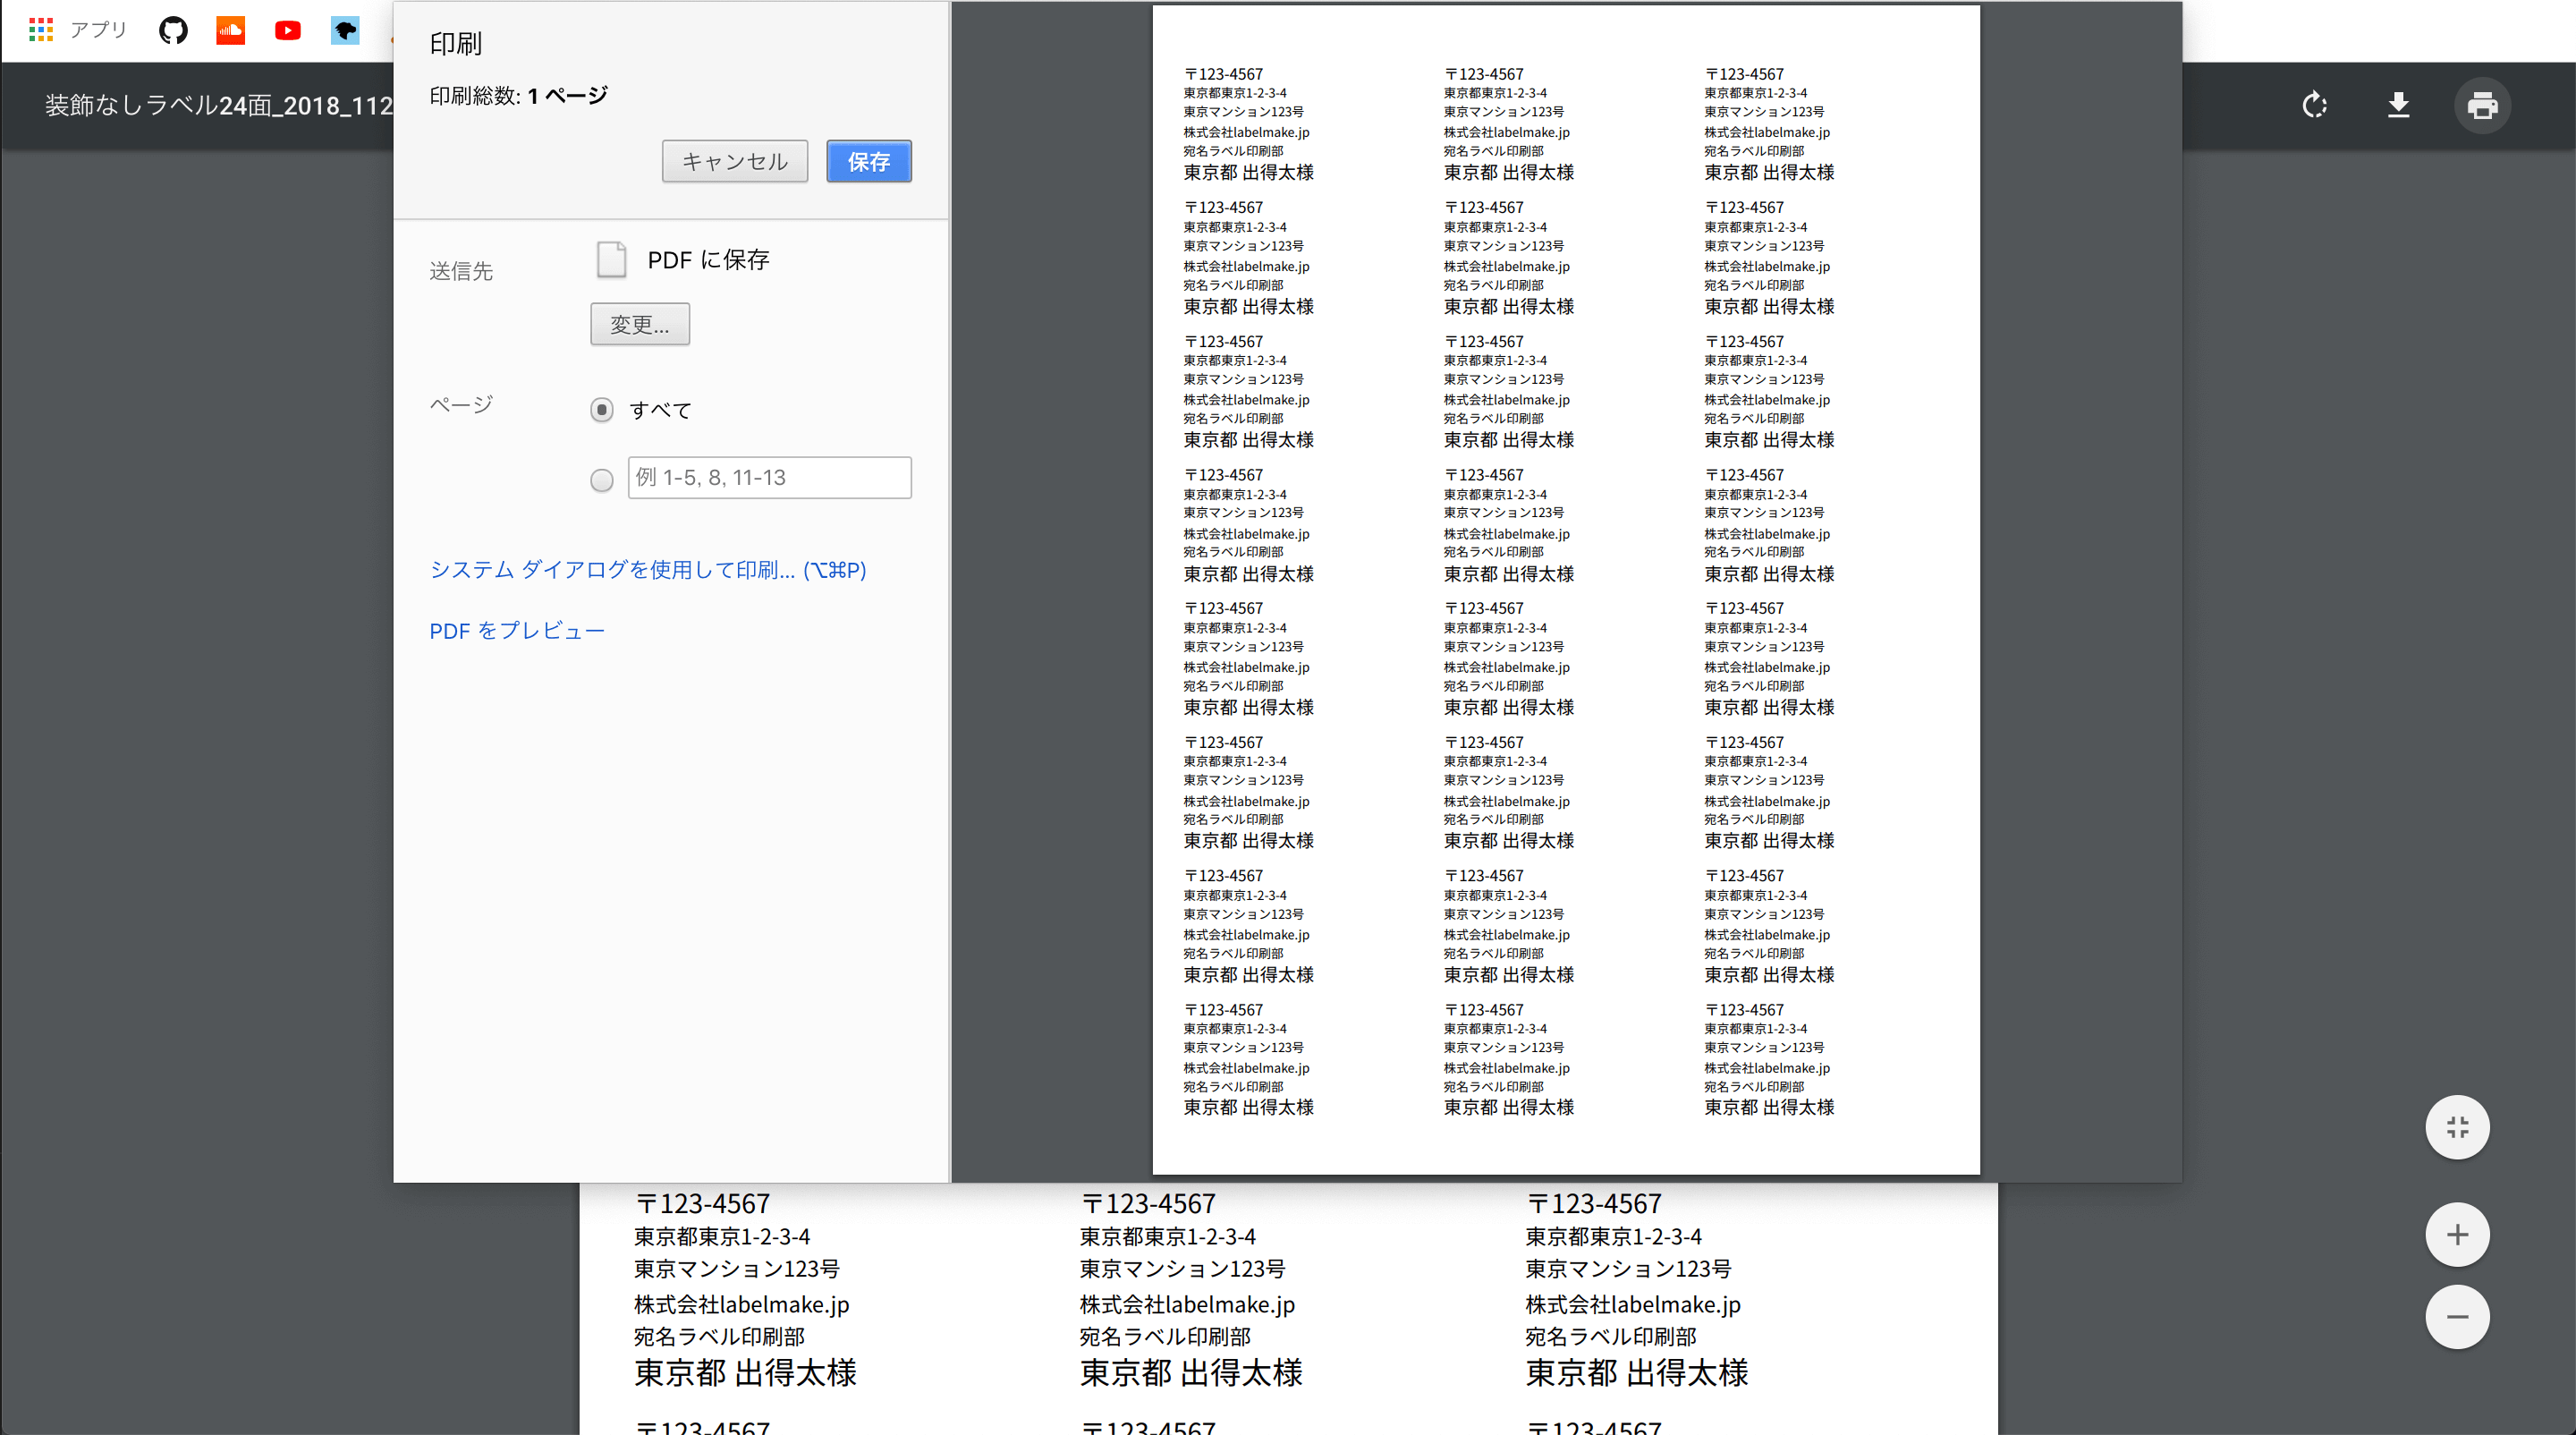 アプリ
装飾なしラベル24面_2018_112
印刷
印刷総数: 1 ページ
キャンセル 保存
送信先 PDF に保存
変更...
ページ すべて
例 1-5, 8, 11-13
システム ダイアログを使用して印刷... (⌥⌘P)
PDF をプレビュー
〒123-4567 〒123-4567 〒123-4567
東京都東京1-2-3-4 東京都東京1-2-3-4 東京都東京1-2-3-4
東京マンション123号 東京マンション123号 東京マンション123号
株式会社labelmake.jp 株式会社labelmake.jp 株式会社labelmake.jp
宛名ラベル印刷部 宛名ラベル印刷部 宛名ラベル印刷部
東京都 出得太様 東京都 出得太様 東京都 出得太様
〒123-4567 〒123-4567 〒123-4567
東京都東京1-2-3-4 東京都東京1-2-3-4 東京都東京1-2-3-4
東京マンション123号 東京マンション123号 東京マンション123号
株式会社labelmake.jp 株式会社labelmake.jp 株式会社labelmake.jp
宛名ラベル印刷部 宛名ラベル印刷部 宛名ラベル印刷部
東京都 出得太様 東京都 出得太様 東京都 出得太様
〒123-4567 〒123-4567 〒123-4567
東京都東京1-2-3-4 東京都東京1-2-3-4 東京都東京1-2-3-4
東京マンション123号 東京マンション123号 東京マンション123号
株式会社labelmake.jp 株式会社labelmake.jp 株式会社labelmake.jp
宛名ラベル印刷部 宛名ラベル印刷部 宛名ラベル印刷部
東京都 出得太様 東京都 出得太様 東京都 出得太様
〒123-4567 〒123-4567 〒123-4567
東京都東京1-2-3-4 東京都東京1-2-3-4 東京都東京1-2-3-4
東京マンション123号 東京マンション123号 東京マンション123号
株式会社labelmake.jp 株式会社labelmake.jp 株式会社labelmake.jp
宛名ラベル印刷部 宛名ラベル印刷部 宛名ラベル印刷部
東京都 出得太様 東京都 出得太様 東京都 出得太様
〒123-4567 〒123-4567 〒123-4567
東京都東京1-2-3-4 東京都東京1-2-3-4 東京都東京1-2-3-4
東京マンション123号 東京マンション123号 東京マンション123号
株式会社labelmake.jp 株式会社labelmake.jp 株式会社labelmake.jp
宛名ラベル印刷部 宛名ラベル印刷部 宛名ラベル印刷部
東京都 出得太様 東京都 出得太様 東京都 出得太様
〒123-4567 〒123-4567 〒123-4567
東京都東京1-2-3-4 東京都東京1-2-3-4 東京都東京1-2-3-4
東京マンション123号 東京マンション123号 東京マンション123号
株式会社labelmake.jp 株式会社labelmake.jp 株式会社labelmake.jp
宛名ラベル印刷部 宛名ラベル印刷部 宛名ラベル印刷部
東京都 出得太様 東京都 出得太様 東京都 出得太様
〒123-4567 〒123-4567 〒123-4567
東京都東京1-2-3-4 東京都東京1-2-3-4 東京都東京1-2-3-4
東京マンション123号 東京マンション123号 東京マンション123号
株式会社labelmake.jp 株式会社labelmake.jp 株式会社labelmake.jp
宛名ラベル印刷部 宛名ラベル印刷部 宛名ラベル印刷部
東京都 出得太様 東京都 出得太様 東京都 出得太様
〒123-4567 〒123-4567 〒123-4567
東京都東京1-2-3-4 東京都東京1-2-3-4 東京都東京1-2-3-4
東京マンション123号 東京マンション123号 東京マンション123号
株式会社labelmake.jp 株式会社labelmake.jp 株式会社labelmake.jp
宛名ラベル印刷部 宛名ラベル印刷部 宛名ラベル印刷部
東京都 出得太様 東京都 出得太様 東京都 出得太様
〒123-4567 〒123-4567 〒123-4567
東京都東京1-2-3-4 東京都東京1-2-3-4 東京都東京1-2-3-4
東京マンション123号 東京マンション123号 東京マンション123号
株式会社labelmake.jp 株式会社labelmake.jp 株式会社labelmake.jp
宛名ラベル印刷部 宛名ラベル印刷部 宛名ラベル印刷部
東京都 出得太様 東京都 出得太様 東京都 出得太様
〒123-4567 〒123-4567 〒123-4567